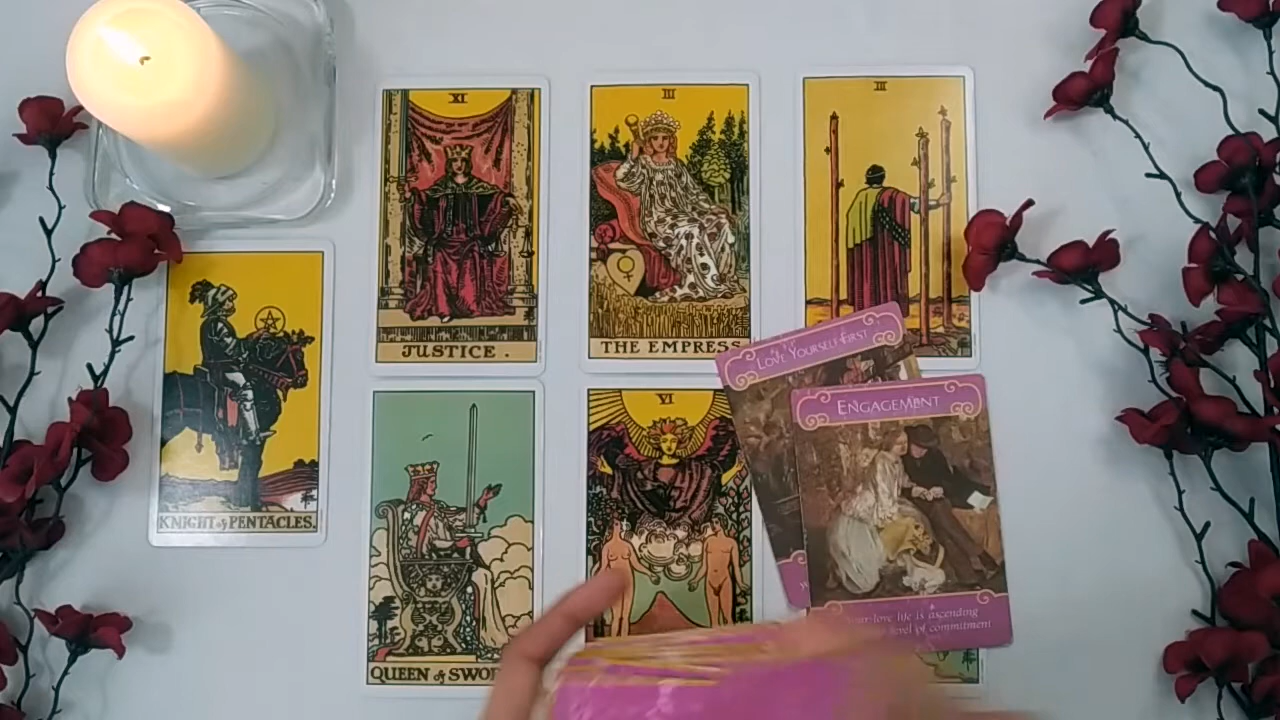 XI
JUSTICE.
III
THE EMPRESS
III
KNIGHT of PENTACLES.
QUEEN of SWO
VI
LOVE YOURSELF FIRST
ENGAGEMENT
your love life is ascending
level of commitment